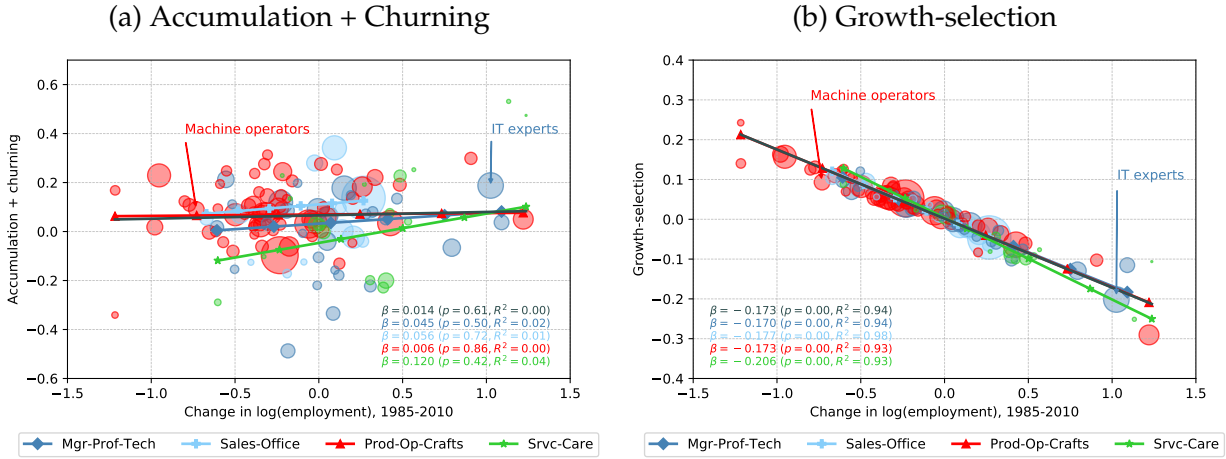 (a) Accumulation + Churning
0.6
0.4
0.2
0.0
−0.2
−0.4
−0.6
Accumulation + churning
Machine operators
IT experts
β = 0.014 (p = 0.61, R² = 0.00)
β = 0.045 (p = 0.50, R² = 0.02)
β = 0.056 (p = 0.72, R² = 0.01)
β = 0.006 (p = 0.86, R² = 0.00)
β = 0.120 (p = 0.42, R² = 0.04)
−1.5 −1.0 −0.5 0.0 0.5 1.0 1.5
Change in log(employment), 1985-2010
Mgr-Prof-Tech Sales-Office Prod-Op-Crafts Srvc-Care
(b) Growth-selection
0.4
0.3
0.2
0.1
0.0
−0.1
−0.2
−0.3
−0.4
Growth-selection
Machine operators
IT experts
β = − 0.173 (p = 0.00, R² = 0.94)
β = − 0.170 (p = 0.00, R² = 0.94)
β = − 0.177 (p = 0.00, R² = 0.98)
β = − 0.173 (p = 0.00, R² = 0.93)
β = − 0.206 (p = 0.00, R² = 0.93)
−1.5 −1.0 −0.5 0.0 0.5 1.0 1.5
Change in log(employment), 1985-2010
Mgr-Prof-Tech Sales-Office Prod-Op-Crafts Srvc-Care